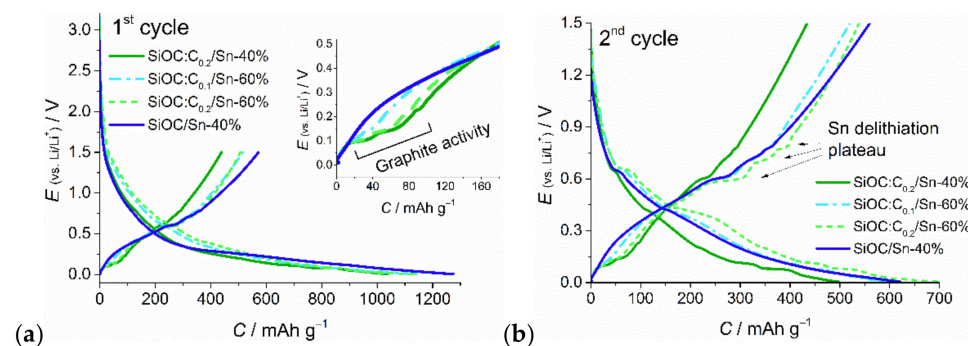 1st cycle
SiOC:C0.2/Sn-40%
SiOC:C0.1/Sn-60%
SiOC:C0.2/Sn-60%
SiOC/Sn-40%
E (vs. Li/Li+) / V
3.0
2.5
2.0
1.5
1.0
0.5
0.0
0 200 400 600 800 1000 1200
C / mAh g−1
E (vs. Li/Li+) / V
0.5
0.4
0.3
0.2
0.1
0.0
0 20 60 100 140 180
C / mAh g−1
Graphite activity
(a)
2nd cycle
E (vs. Li/Li+) / V
1.5
1.2
0.9
0.6
0.3
0.0
0 100 200 300 400 500 600 700
C / mAh g−1
Sn delithiation
plateau
SiOC:C0.2/Sn-40%
SiOC:C0.1/Sn-60%
SiOC:C0.2/Sn-60%
SiOC/Sn-40%
(b)